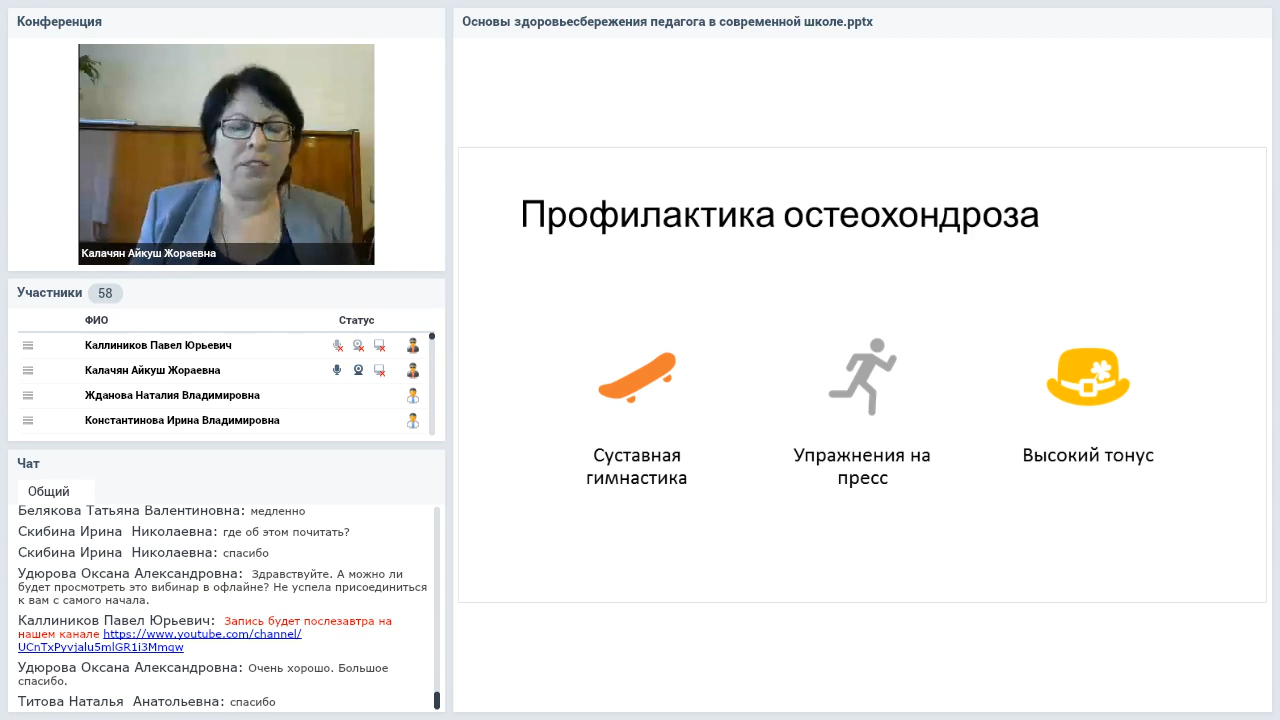 Конференция
Калачян Айкуш Жораевна
Участники 58
ФИО Статус
Каллиников Павел Юрьевич
Калачян Айкуш Жораевна
Жданова Наталия Владимировна
Константинова Ирина Владимировна
Чат
Общий
Белякова Татьяна Валентиновна: медленно
Скибина Ирина Николаевна: где об этом почитать?
Скибина Ирина Николаевна: спасибо
Удюрова Оксана Александровна: Здравствуйте. А можно ли
будет просмотреть это вибинар в офлайне? Не успела присоединиться
к вам с самого начала.
Каллиников Павел Юрьевич: Запись будет послезавтра на
нашем канале https://www.youtube.com/channel/
UCnTxPyvjalu5mlGR1i3Mmqw
Удюрова Оксана Александровна: Очень хорошо. Большое
спасибо.
Титова Наталья Анатольевна: спасибо
Основы здоровьесбережения педагога в современной школе.pptx
Профилактика остеохондроза
Суставная
гимнастика
Упражнения на
пресс
Высокий тонус